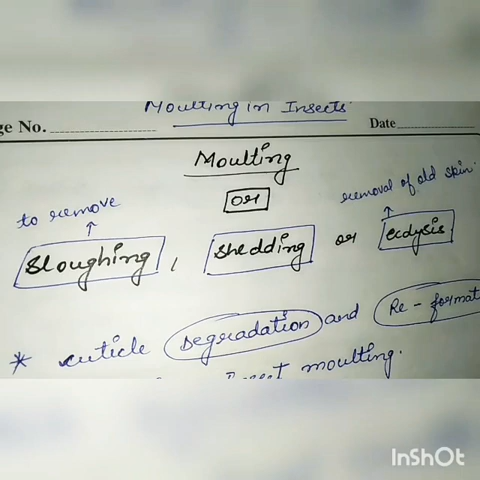 Moulting in Insects
ge No.
Date
Moulting
or
to remove
removal of old skin
Sloughing, shedding or ecdysis
* cuticle Degradation and Re-format
Insect moulting.
InShOt